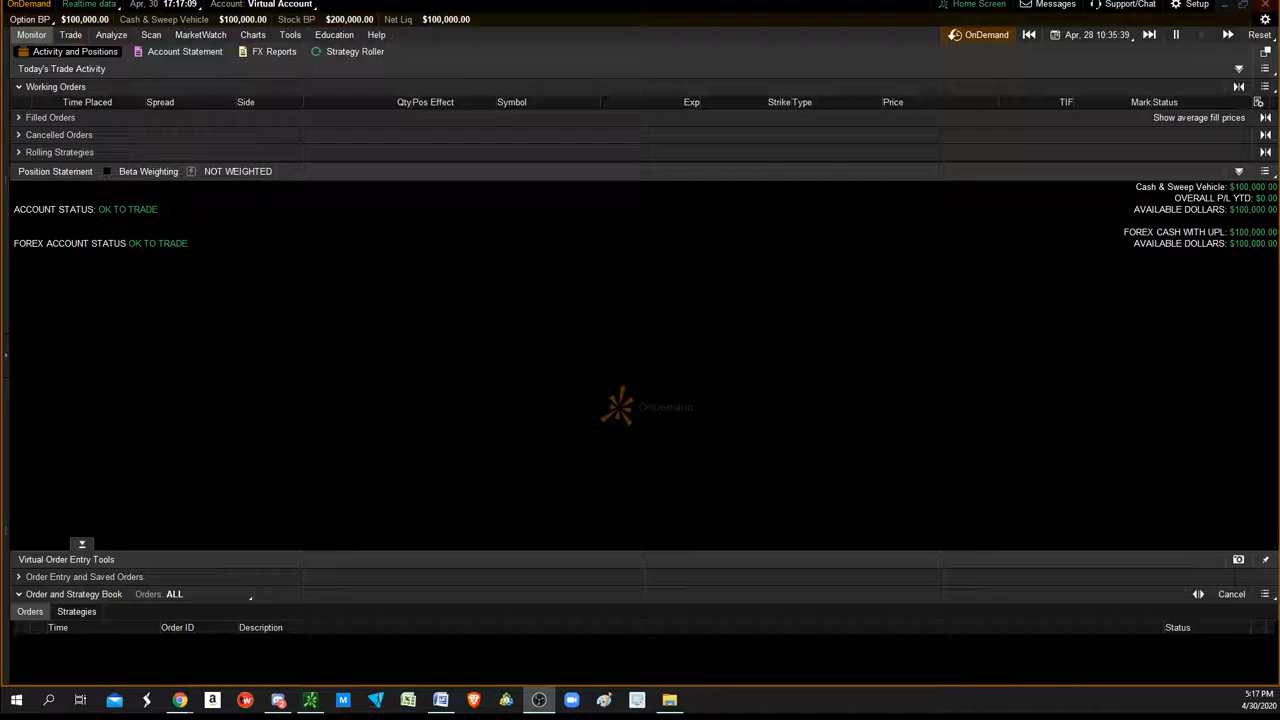 OnDemand Realtime data Apr, 30 17:17:09 Account: Virtual Account Home Screen Messages Support/Chat Setup
Option BP $100,000.00 Cash & Sweep Vehicle $100,000.00 Stock BP $200,000.00 Net Liq $100,000.00
Monitor Trade Analyze Scan MarketWatch Charts Tools Education Help OnDemand Apr, 28 10:35:39 Reset
Activity and Positions Account Statement FX Reports Strategy Roller
Today's Trade Activity
Working Orders
Time Placed Spread Side Qty Pos Effect Symbol Exp Strike Type Price TIF Mark Status
Filled Orders Show average fill prices
Cancelled Orders
Rolling Strategies
Position Statement Beta Weighting NOT WEIGHTED
Cash & Sweep Vehicle: $100,000.00
OVERALL P/L YTD: $0.00
ACCOUNT STATUS: OK TO TRADE AVAILABLE DOLLARS: $100,000.00
FOREX CASH WITH UPL: $100,000.00
FOREX ACCOUNT STATUS OK TO TRADE AVAILABLE DOLLARS: $100,000.00
OnDemand
Virtual Order Entry Tools
Order Entry and Saved Orders
Order and Strategy Book Orders: ALL Cancel
Orders Strategies
Time Order ID Description Status
5:17 PM
4/30/2020